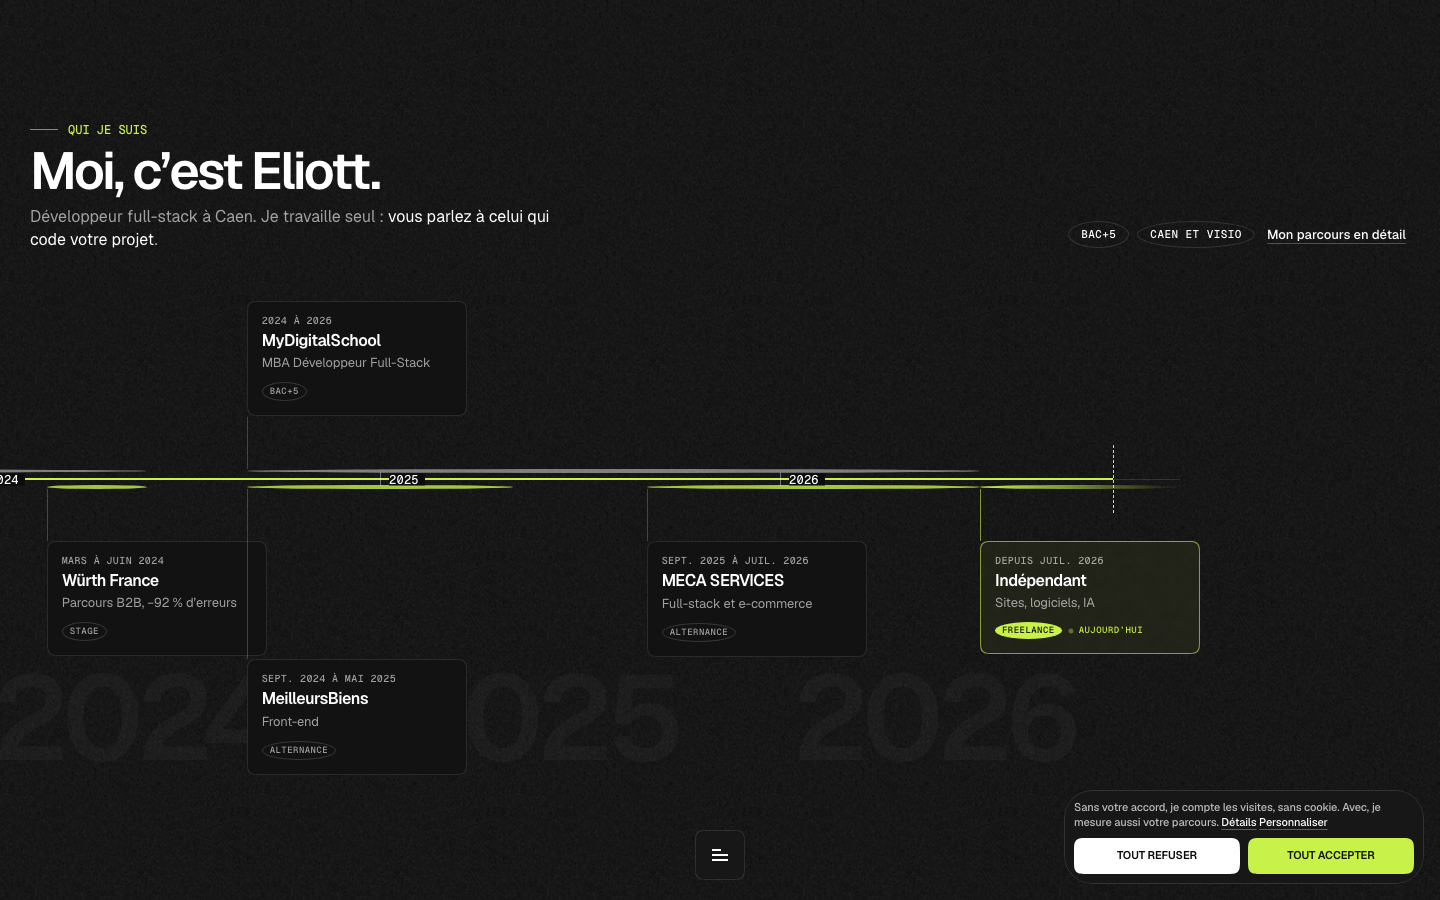 QUI JE SUIS
Moi, c’est Eliott.
Développeur full-stack à Caen. Je travaille seul : vous parlez à celui qui
code votre projet.
BAC+5
CAEN ET VISIO
Mon parcours en détail
2024 À 2026
MyDigitalSchool
MBA Développeur Full-Stack
BAC+5
024
2025
2026
MARS À JUIN 2024
Würth France
Parcours B2B, −92 % d’erreurs
STAGE
SEPT. 2025 À JUIL. 2026
MECA SERVICES
Full-stack et e-commerce
ALTERNANCE
DEPUIS JUIL. 2026
Indépendant
Sites, logiciels, IA
FREELANCE
AUJOURD'HUI
SEPT. 2024 À MAI 2025
MeilleursBiens
Front-end
ALTERNANCE
2024
025
2026
Sans votre accord, je compte les visites, sans cookie. Avec, je
mesure aussi votre parcours. Détails Personnaliser
TOUT REFUSER
TOUT ACCEPTER